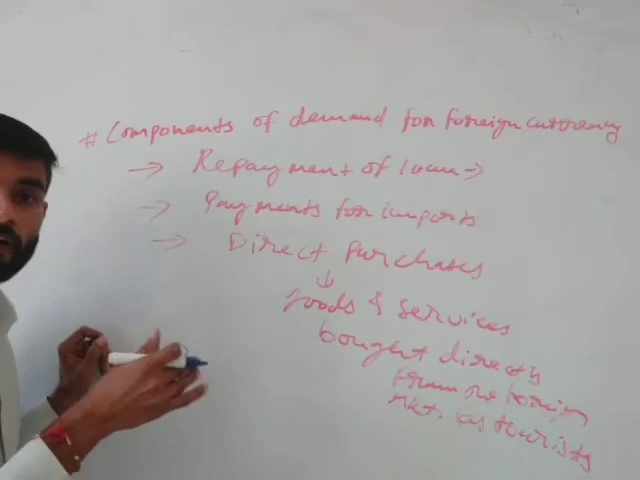 # Components of demand for foreign currency
→ Repayment of loan →
→ Payments for imports
→ Direct Purchases
↓
Goods & Services
bought directly
from the foreign
Mkt. as tourists